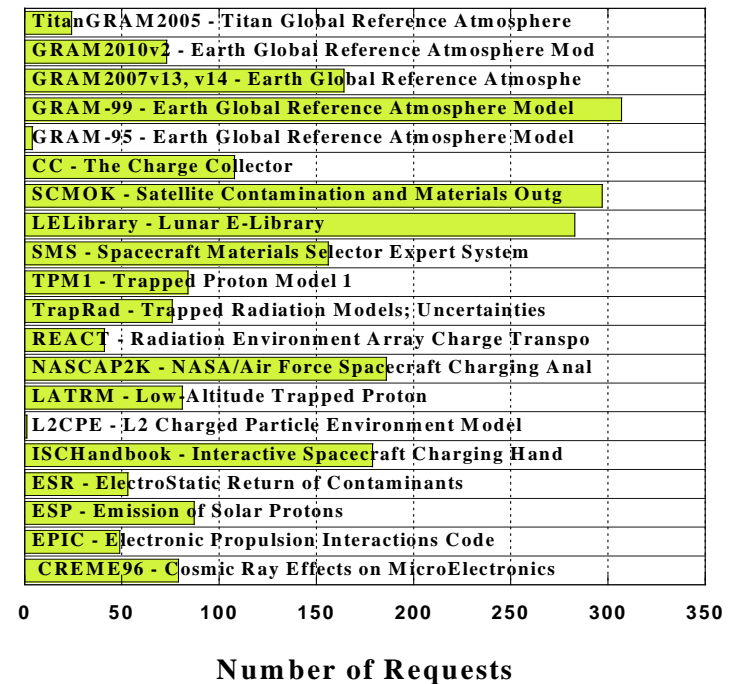 TitanGRAM2005 - Titan Global Reference Atmosphere
GRAM2010v2 - Earth Global Reference Atmosphere Mod
GRAM2007v13, v14 - Earth Global Reference Atmosphe
GRAM-99 - Earth Global Reference Atmosphere Model
GRAM-95 - Earth Global Reference Atmosphere Model
CC - The Charge Collector
SCMOK - Satellite Contamination and Materials Outg
LELibrary - Lunar E-Library
SMS - Spacecraft Materials Selector Expert System
TPM1 - Trapped Proton Model 1
TrapRad - Trapped Radiation Models; Uncertainties
REACT - Radiation Environment Array Charge Transpo
NASCAP2K - NASA/Air Force Spacecraft Charging Anal
LATRM - Low-Altitude Trapped Proton
L2CPE - L2 Charged Particle Environment Model
ISCHandbook - Interactive Spacecraft Charging Hand
ESR - ElectroStatic Return of Contaminants
ESP - Emission of Solar Protons
EPIC - Electronic Propulsion Interactions Code
CREME96 - Cosmic Ray Effects on MicroElectronics
0 50 100 150 200 250 300 350
Number of Requests